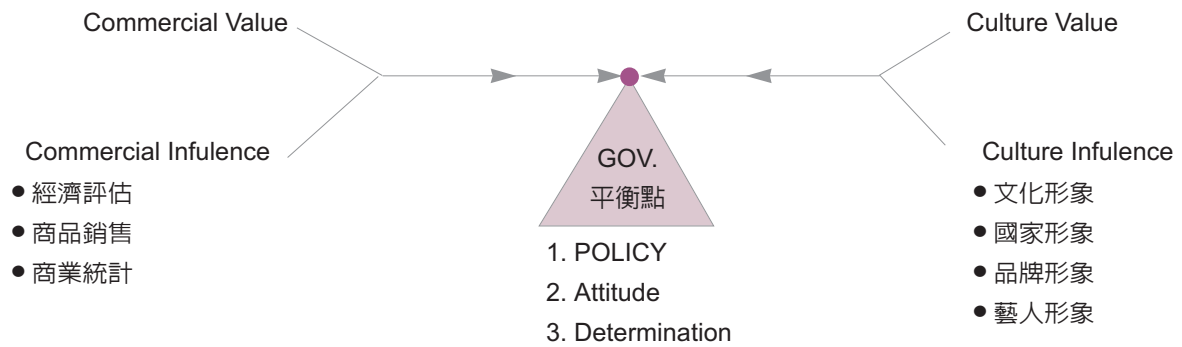 Commercial Value
Culture Value
Commercial Infulence
● 經濟評估
● 商品銷售
● 商業統計
GOV.
平衡點
1. POLICY
2. Attitude
3. Determination
Culture Infulence
● 文化形象
● 國家形象
● 品牌形象
● 藝人形象